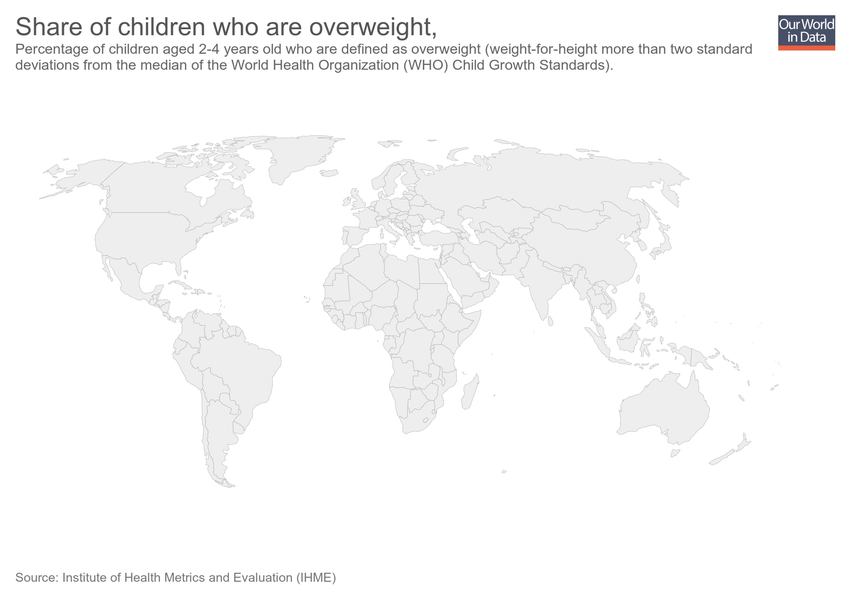 Share of children who are overweight,
Our World
in Data
Percentage of children aged 2-4 years old who are defined as overweight (weight-for-height more than two standard
deviations from the median of the World Health Organization (WHO) Child Growth Standards).
Source: Institute of Health Metrics and Evaluation (IHME)